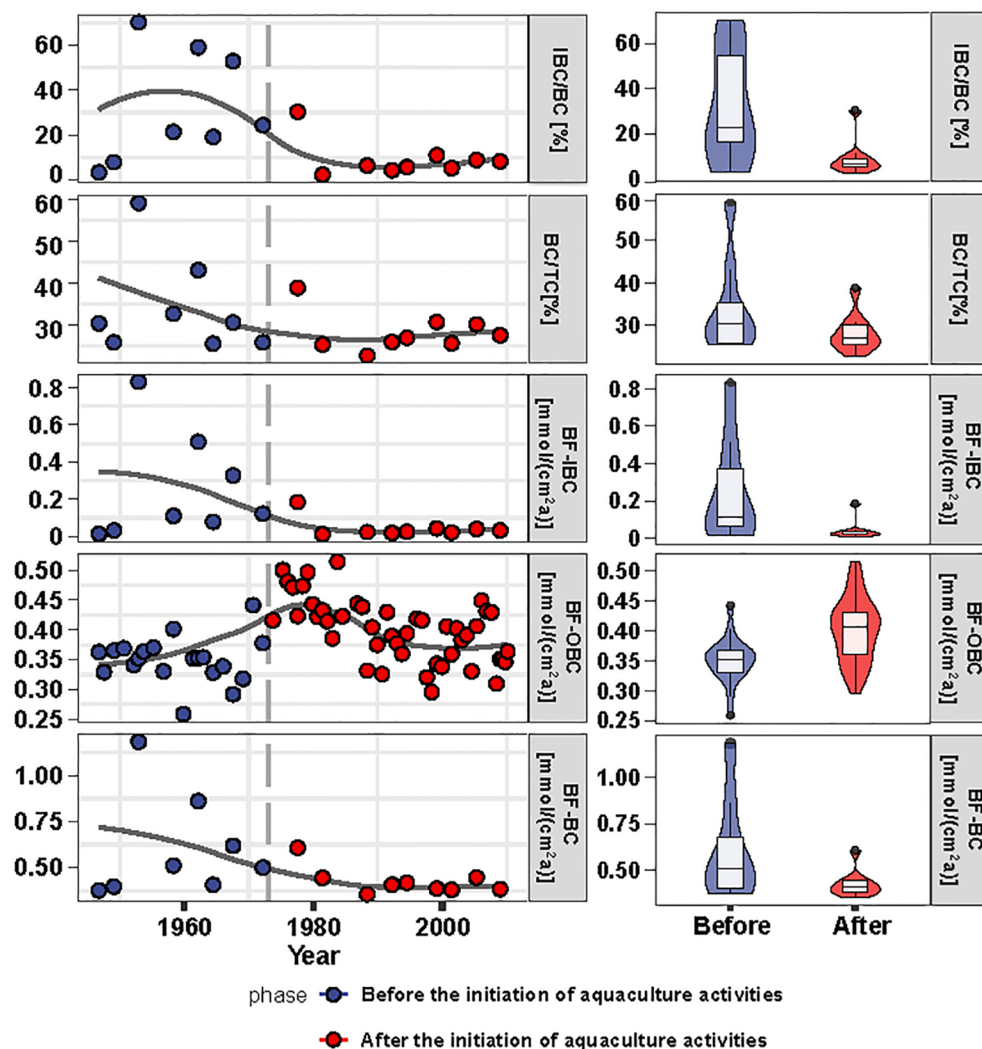 60
40
20
0
IBC/BC [%]
60
40
20
0
IBC/BC [%]
60
50
40
30
BC/TC[%]
60
50
40
30
BC/TC[%]
0.8
0.6
0.4
0.2
0
BF-IBC
[mmol/(cm²a)]
0.8
0.6
0.4
0.2
0
BF-IBC
[mmol/(cm²a)]
0.50
0.45
0.40
0.35
0.30
0.25
BF-OBC
[mmol/(cm²a)]
0.50
0.45
0.40
0.35
0.30
0.25
BF-OBC
[mmol/(cm²a)]
1.00
0.75
0.50
BF-BC
[mmol/(cm²a)]
1.00
0.75
0.50
BF-BC
[mmol/(cm²a)]
1960 1980 2000
Year
Before After
phase Before the initiation of aquaculture activities
After the initiation of aquaculture activities